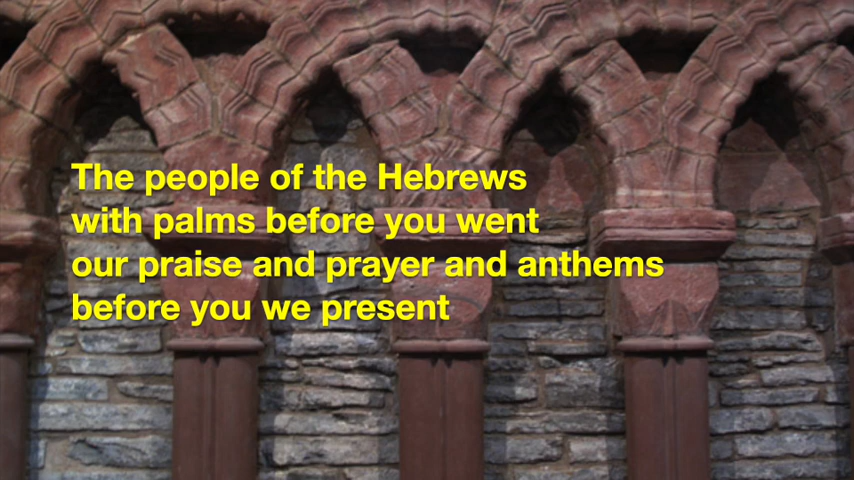 The people of the Hebrews
with palms before you went
our praise and prayer and anthems
before you we present